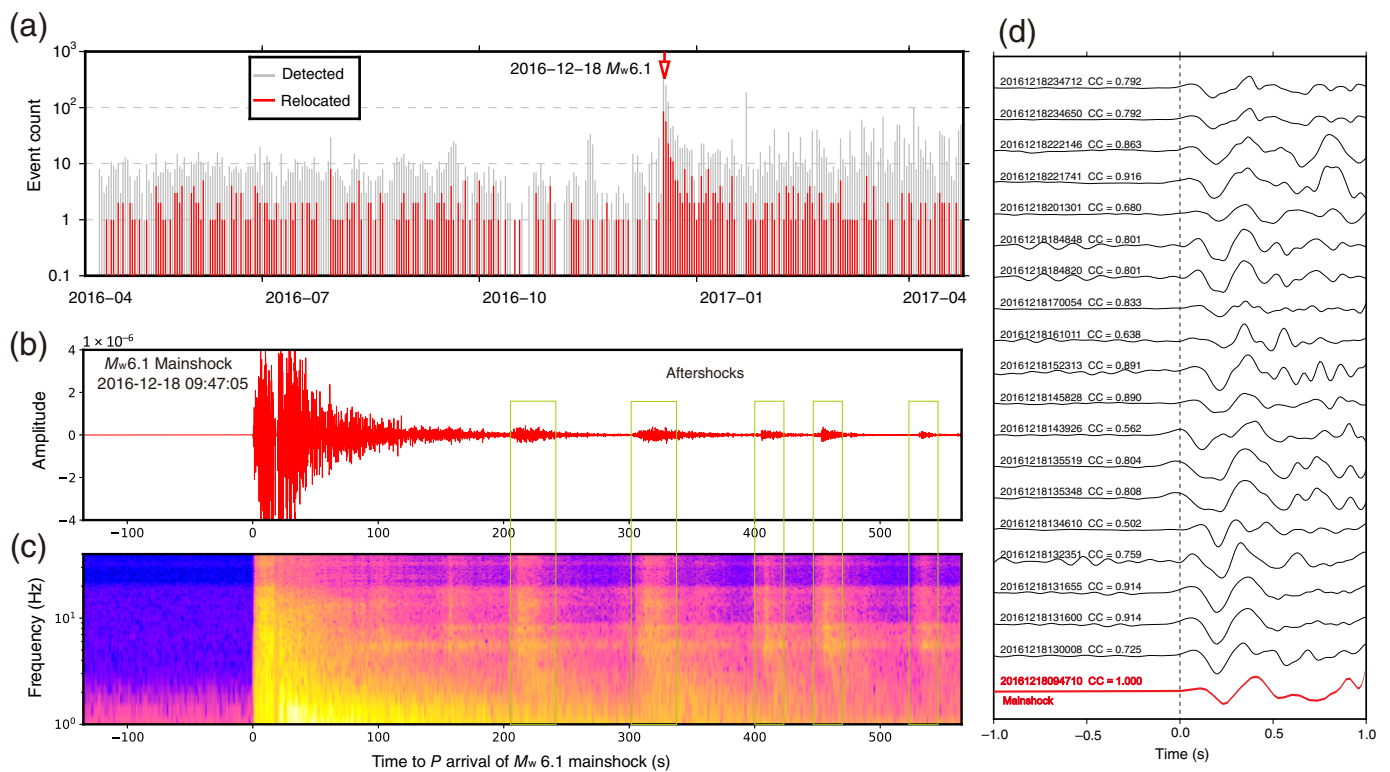 (a)
10³
10²
10
1
0.1
Event count
Detected
Relocated
2016−12−18 Mw6.1
2016−04
2016−07
2016−10
2017−01
2017−04
(b)
1 × 10⁻⁶
4
2
0
−2
−4
Amplitude
Mw6.1 Mainshock
2016-12-18 09:47:05
Aftershocks
−100
0
100
200
300
400
500
(c)
10¹
10⁰
Frequency (Hz)
−100
0
100
200
300
400
500
Time to P arrival of Mw 6.1 mainshock (s)
(d)
20161218234712 CC = 0.792
20161218234650 CC = 0.792
20161218222146 CC = 0.863
20161218221741 CC = 0.916
20161218201301 CC = 0.680
20161218184848 CC = 0.801
20161218184820 CC = 0.801
20161218170054 CC = 0.833
20161218161011 CC = 0.638
20161218152313 CC = 0.891
20161218145828 CC = 0.890
20161218143926 CC = 0.562
20161218135519 CC = 0.804
20161218135348 CC = 0.808
20161218134610 CC = 0.502
20161218132351 CC = 0.759
20161218131655 CC = 0.914
20161218131600 CC = 0.914
20161218130008 CC = 0.725
20161218094710 CC = 1.000
Mainshock
−1.0
−0.5
0.0
0.5
1.0
Time (s)